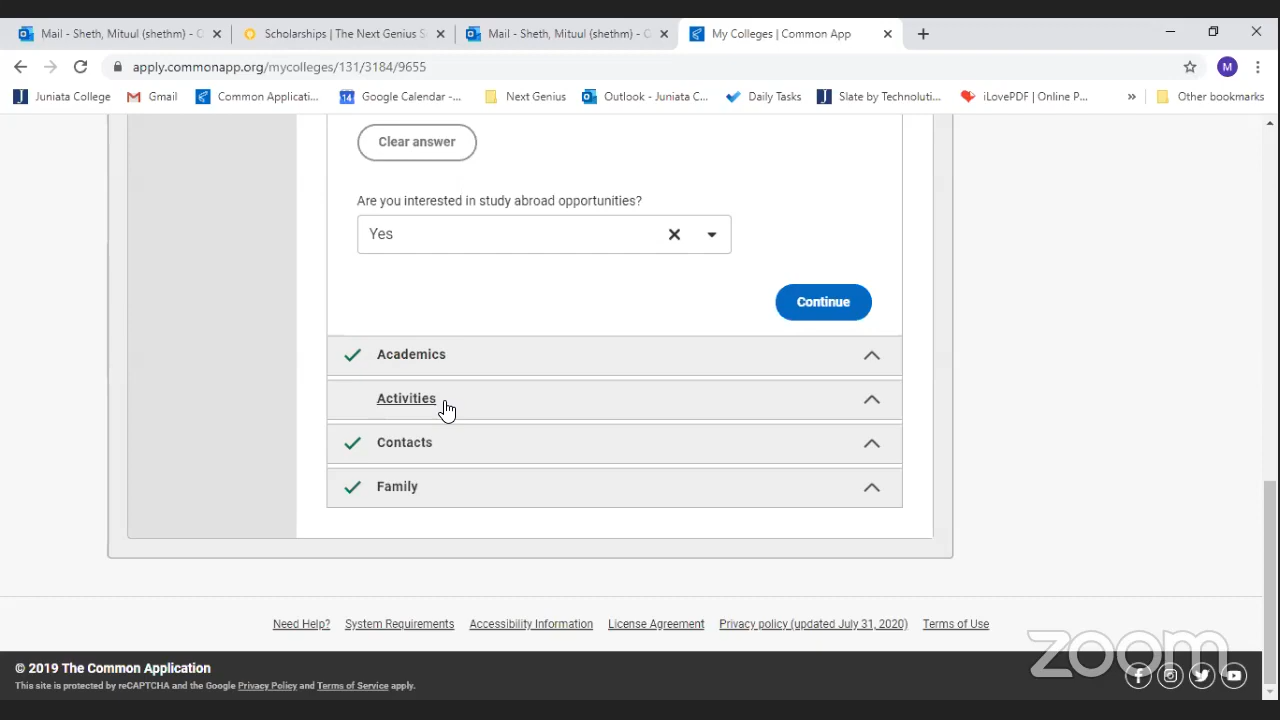 Mail - Sheth, Mituul (shethm) - C
Scholarships | The Next Genius S
Mail - Sheth, Mituul (shethm) - C
My Colleges | Common App
apply.commonapp.org/mycolleges/131/3184/9655
M
Juniata College
Gmail
Common Applicati...
14
Google Calendar -...
Next Genius
Outlook - Juniata C...
Daily Tasks
Slate by Technoluti...
iLovePDF | Online P...
Other bookmarks
Clear answer
Are you interested in study abroad opportunities?
Yes
Continue
Academics
Activities
Contacts
Family
Need Help? System Requirements Accessibility Information License Agreement Privacy policy (updated July 31, 2020) Terms of Use
zoom
© 2019 The Common Application
This site is protected by reCAPTCHA and the Google Privacy Policy and Terms of Service apply.